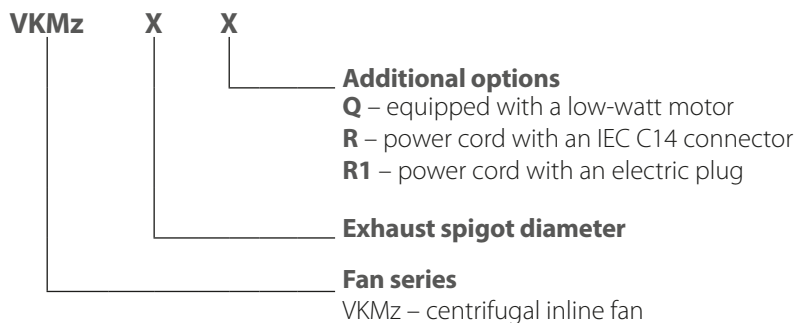 VKMz X X
Additional options
Q – equipped with a low-watt motor
R – power cord with an IEC C14 connector
R1 – power cord with an electric plug
Exhaust spigot diameter
Fan series
VKMz – centrifugal inline fan